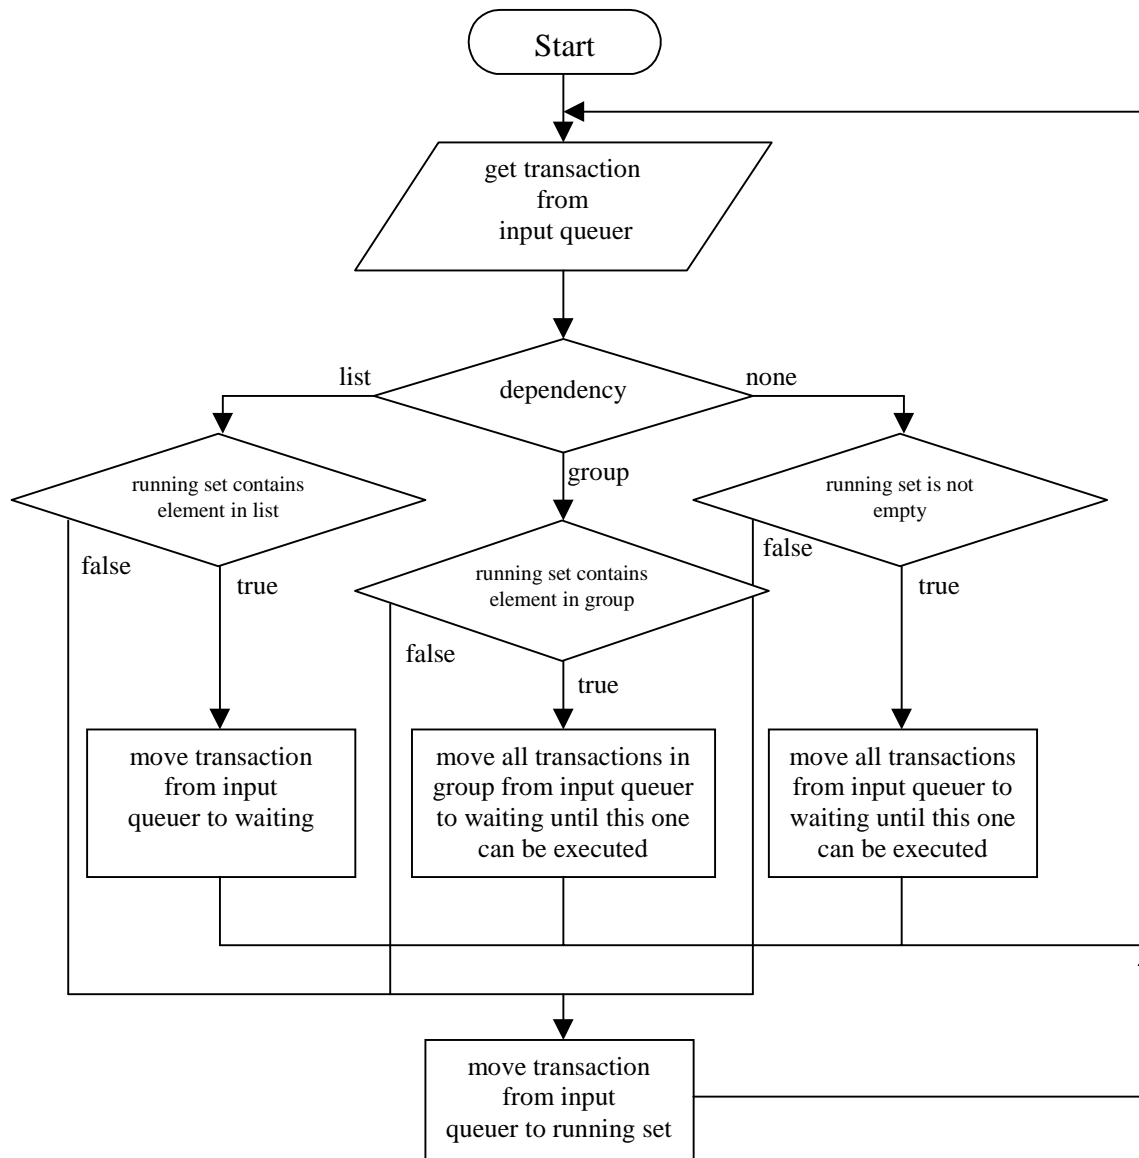 Start
get transaction
from
input queuer
dependency
list
none
group
running set contains
element in list
running set is not
empty
running set contains
element in group
false
true
false
true
false
true
move transaction
from input
queuer to waiting
move all transactions in
group from input queuer
to waiting until this one
can be executed
move all transactions
from input queuer to
waiting until this one
can be executed
move transaction
from input
queuer to running set